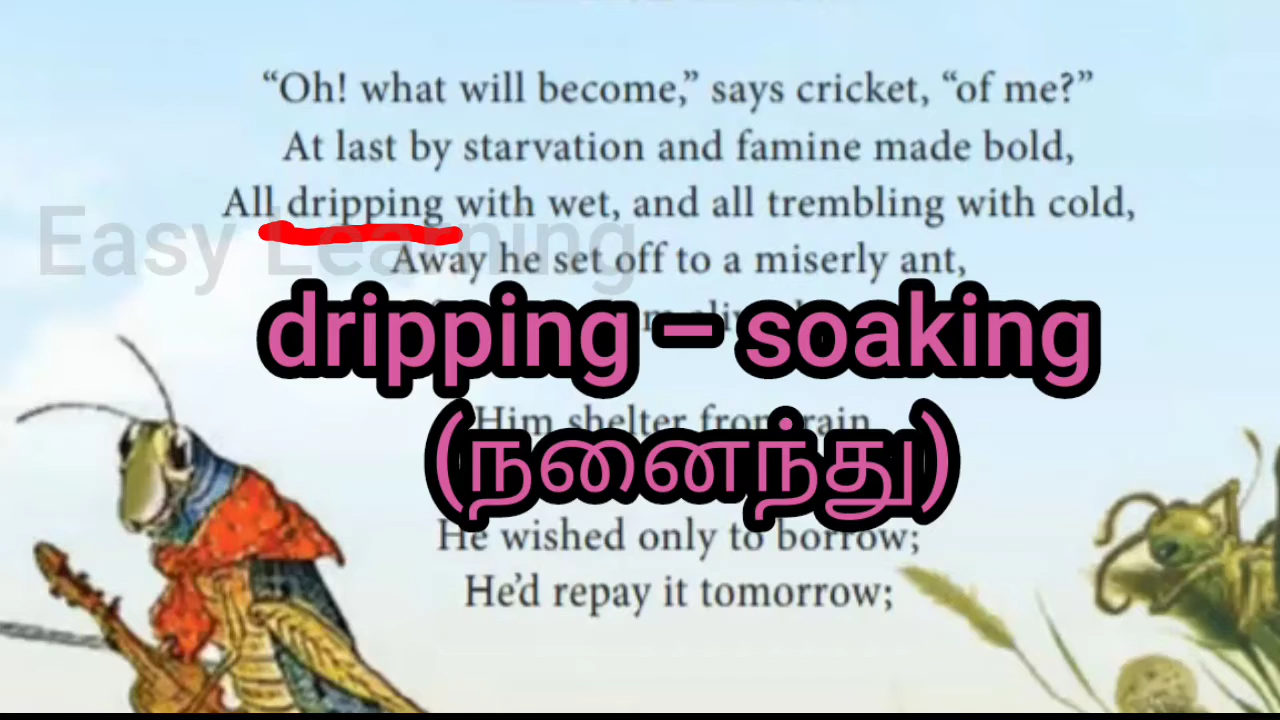 “Oh! what will become,” says cricket, “of me?”
At last by starvation and famine made bold,
All dripping with wet, and all trembling with cold,
Easy Learning
Away he set off to a miserly ant,
dripping – soaking
Him shelter from rain,
(நனைந்து)
He wished only to borrow;
He’d repay it tomorrow;